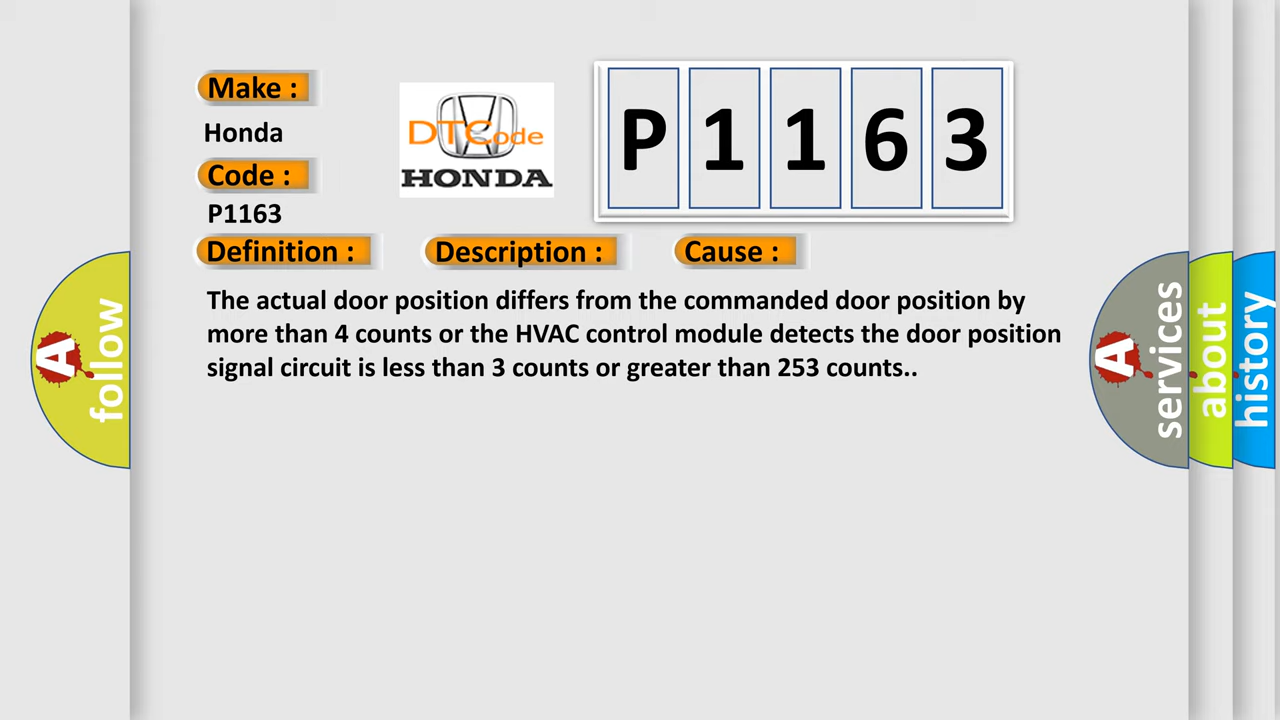 Make :
Honda
Code :
P1163
DTCode
HONDA
P 1 1 6 3
Definition :
Description :
Cause :
The actual door position differs from the commanded door position by
more than 4 counts or the HVAC control module detects the door position
signal circuit is less than 3 counts or greater than 253 counts..
A
follow
A
services
about
history